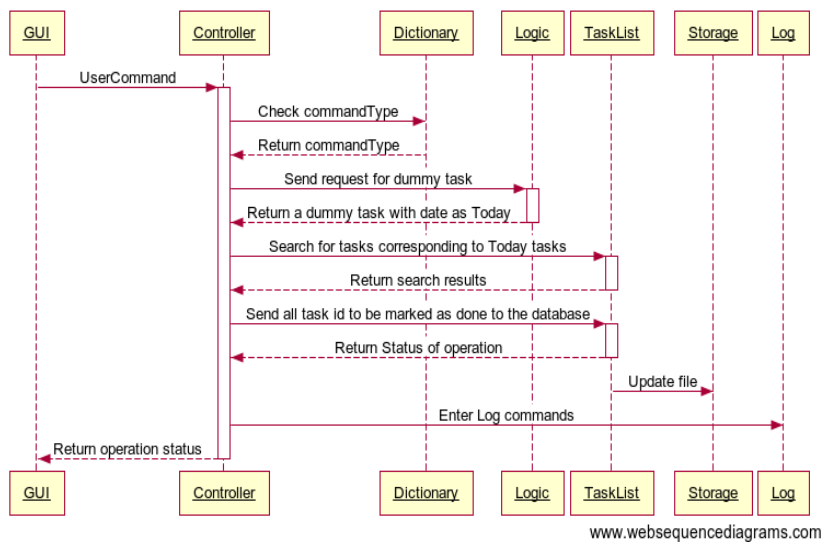 GUI Controller Dictionary Logic TaskList Storage Log
UserCommand
Check commandType
Return commandType
Send request for dummy task
Return a dummy task with date as Today
Search for tasks corresponding to Today tasks
Return search results
Send all task id to be marked as done to the database
Return Status of operation
Update file
Enter Log commands
Return operation status
GUI Controller Dictionary Logic TaskList Storage Log
www.websequencediagrams.com